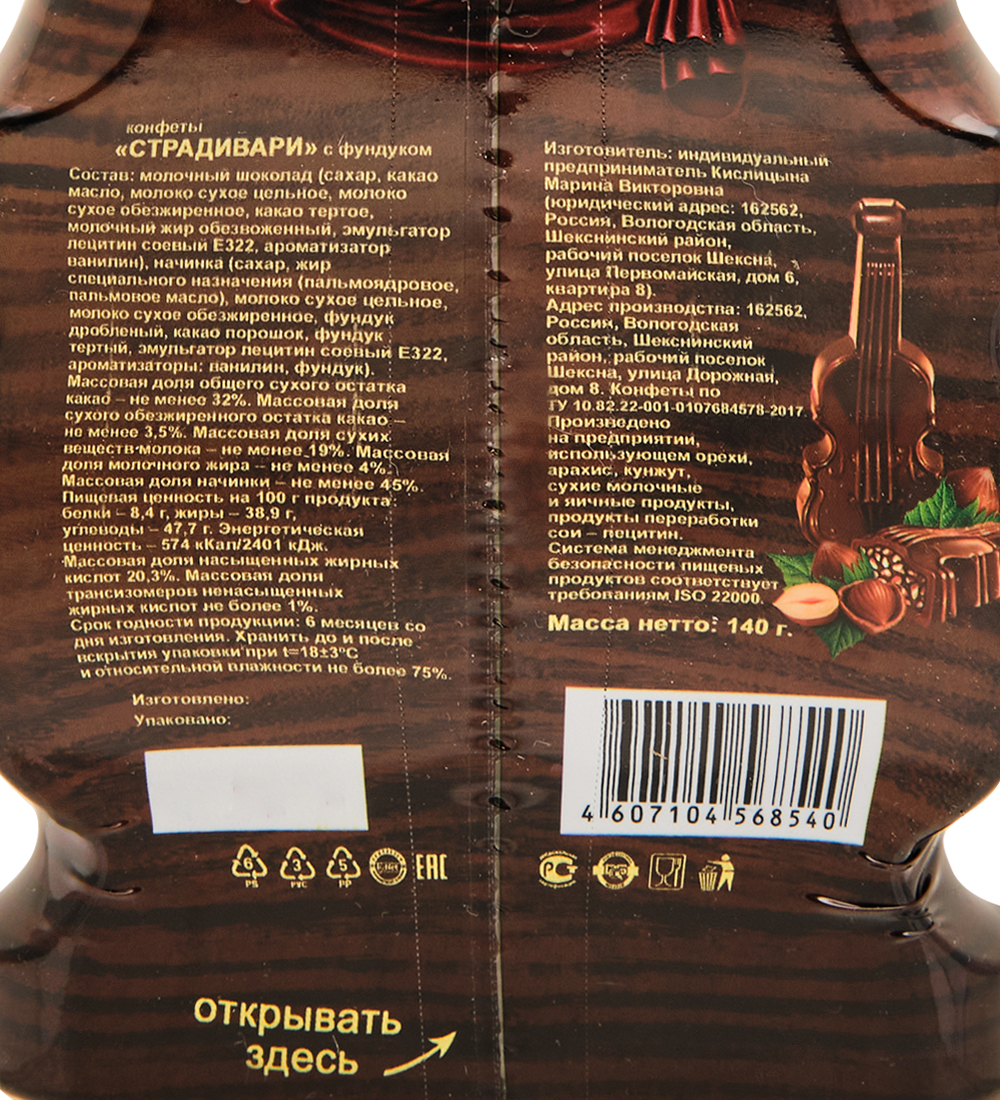 конфеты
«СТРАДИВАРИ» с фундуком
Состав: молочный шоколад (сахар, какао
масло, молоко сухое цельное, молоко
сухое обезжиренное, какао тертое,
молочный жир обезвоженный, эмульгатор
лецитин соевый Е322, ароматизатор
ванилин), начинка (сахар, жир
специального назначения (пальмоядровое,
пальмовое масло), молоко сухое цельное,
молоко сухое обезжиренное, фундук
дробленый, какао порошок, фундук
тертый, эмульгатор лецитин соевый Е322,
ароматизаторы: ванилин, фундук).
Массовая доля общего сухого остатка
какао – не менее 32%. Массовая доля
сухого обезжиренного остатка какао –
не менее 3,5%. Массовая доля сухих
веществ молока – не менее 19%. Массовая
доля молочного жира – не менее 4%.
Массовая доля начинки – не менее 45%.
Пищевая ценность на 100 г продукта:
белки – 8,4 г, жиры – 38,9 г,
углеводы – 47,7 г. Энергетическая
ценность – 574 кКал/2401 кДж.
Массовая доля насыщенных жирных
кислот 20,3%. Массовая доля
трансизомеров ненасыщенных
жирных кислот не более 1%.
Срок годности продукции: 6 месяцев со
дня изготовления. Хранить до и после
вскрытия упаковки при t=18±3°C
и относительной влажности не более 75%.
Изготовлено:
Упаковано:
6 3 5
PS PVC PP
EAC
открывать
здесь
Изготовитель: индивидуальный
предприниматель Кислицына
Марина Викторовна
(юридический адрес: 162562,
Россия, Вологодская область,
Шекснинский район,
рабочий поселок Шексна,
улица Первомайская, дом 6,
квартира 8).
Адрес производства: 162562,
Россия, Вологодская
область, Шекснинский
район, рабочий поселок
Шексна, улица Дорожная,
дом 8. Конфеты по
ТУ 10.82.22-001-0107684578-2017
Произведено
на предприятии,
использующем орехи,
арахис, кунжут,
сухие молочные
и яичные продукты,
продукты переработки
сои – лецитин.
Система менеджмента
безопасности пищевых
продуктов соответствует
требованиям ISO 22000.
Масса нетто: 140 г.
4 607104 568540